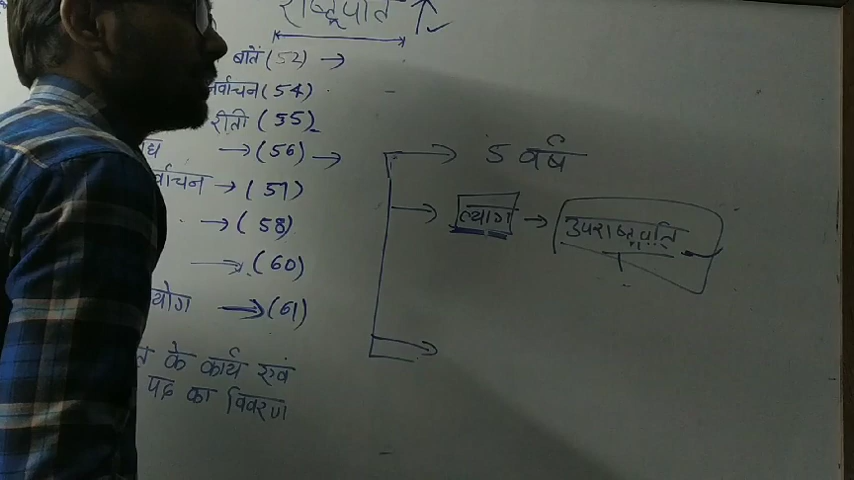 राष्ट्रपति
बातें (52) →
र्वाचन (54)
रीती (55)
→ (56) →
र्वाचन → (57)
→ (58)
→ (60)
योग → (61)
के कार्य एवं
पद का विवरण
5 वर्ष
त्याग → उपराष्ट्रपति